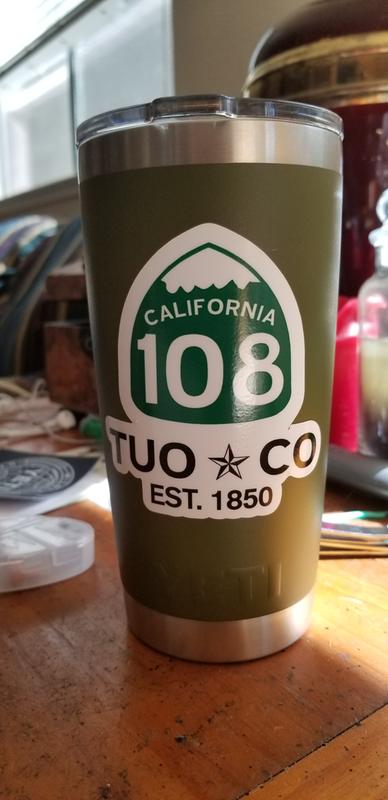 CALIFORNIA
108
TUO ★ CO
EST. 1850
YETI